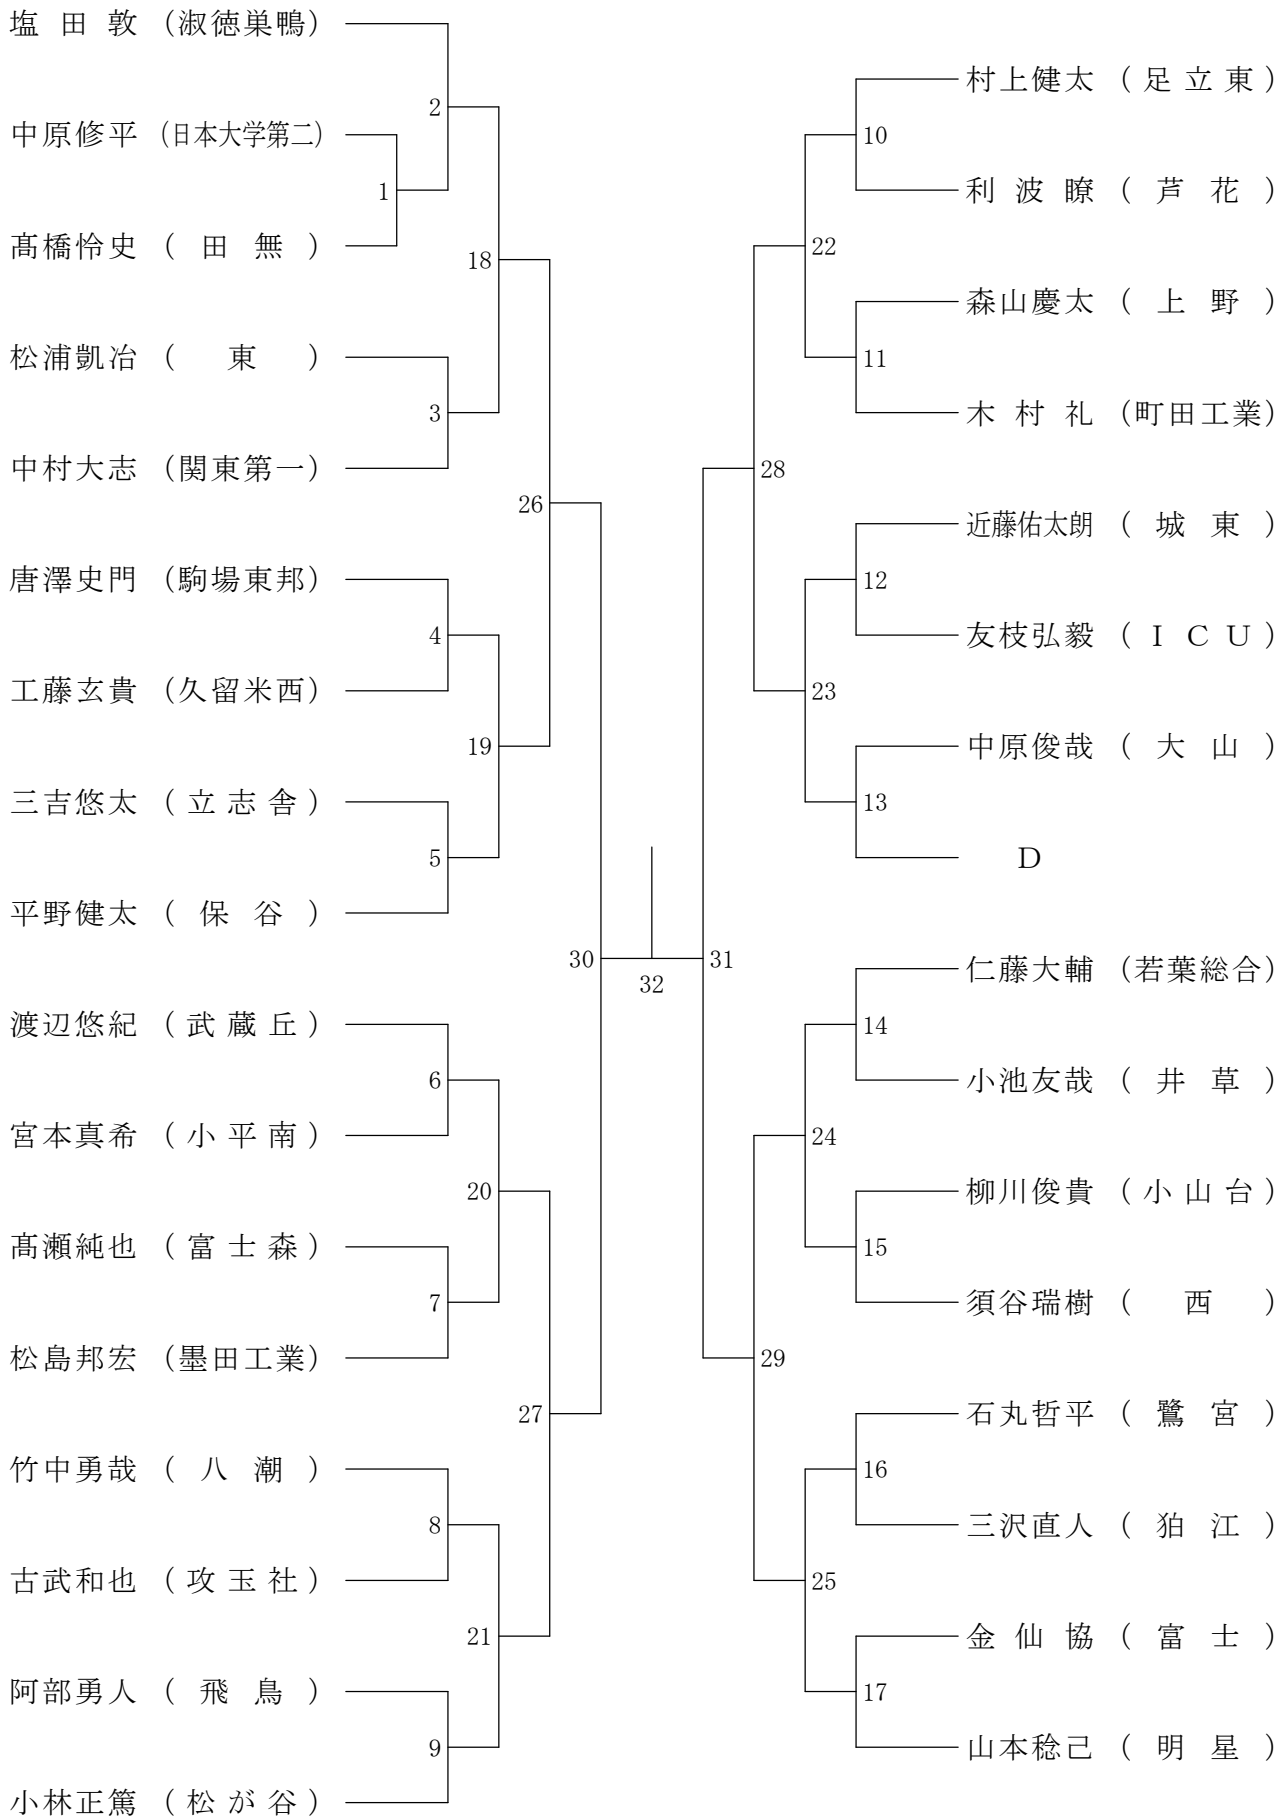 塩田敦（淑徳巣鴨）
中原修平（日本大学第二）
髙橋怜史（田無）
松浦凱冶（東）
中村大志（関東第一）
唐澤史門（駒場東邦）
工藤玄貴（久留米西）
三吉悠太（立志舎）
平野健太（保谷）
渡辺悠紀（武蔵丘）
宮本真希（小平南）
髙瀬純也（富士森）
松島邦宏（墨田工業）
竹中勇哉（八潮）
古武和也（攻玉社）
阿部勇人（飛鳥）
小林正篤（松が谷）
1
2
3
4
5
6
7
8
9
18
19
20
21
26
27
30
32
31
28
29
22
23
24
25
10
11
12
13
14
15
16
17
村上健太（足立東）
利波瞭（芦花）
森山慶太（上野）
木村礼（町田工業）
近藤佑太朗（城東）
友枝弘毅（ＩＣＵ）
中原俊哉（大山）
Ｄ
仁藤大輔（若葉総合）
小池友哉（井草）
柳川俊貴（小山台）
須谷瑞樹（西）
石丸哲平（鷺宮）
三沢直人（狛江）
金仙協（富士）
山本稔己（明星）